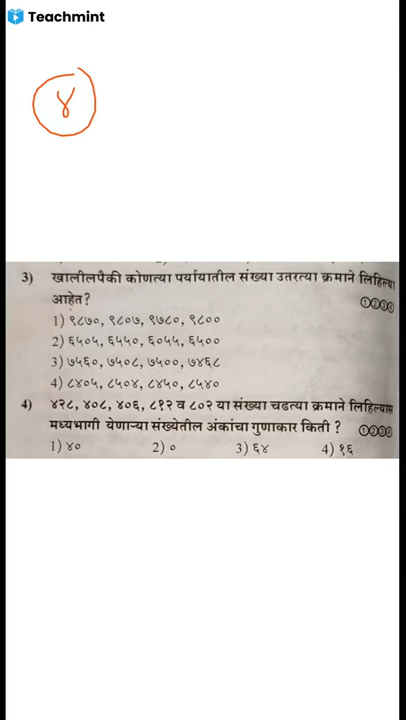 Teachmint
४
3) खालीलपैकी कोणत्या पर्यायातील संख्या उतरत्या क्रमाने लिहिल्या
आहेत? ①②③④
1) ९८७०, ९८०७, ९७८०, ९८००
2) ६५०५, ६५५०, ६०५५, ६५००
3) ७५६०, ७५०८, ७५००, ७४६८
4) ८४०५, ८५०४, ८४५०, ८५४०
4) ४२८, ४०८, ४०६, ८१२ व ८०२ या संख्या चढत्या क्रमाने लिहिल्यास
मध्यभागी येणाऱ्या संख्येतील अंकांचा गुणाकार किती ? ①②③④
1) ४० 2) ० 3) ६४ 4) १६